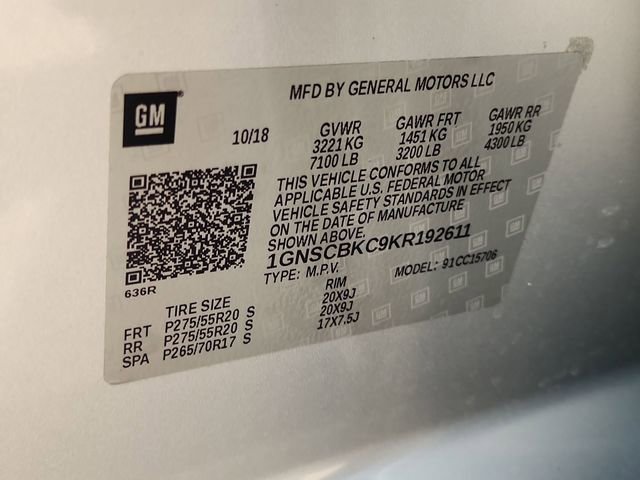 MFD BY GENERAL MOTORS LLC
GM
10/18
GVWR GAWR FRT GAWR RR
3221 KG 1451 KG 1950 KG
7100 LB 3200 LB 4300 LB
THIS VEHICLE CONFORMS TO ALL
APPLICABLE U.S. FEDERAL MOTOR
VEHICLE SAFETY STANDARDS IN EFFECT
ON THE DATE OF MANUFACTURE
SHOWN ABOVE.
1GNSCBKC9KR192611
TYPE: M.P.V. MODEL: 91CC15706
636R
TIRE SIZE RIM
FRT P275/55R20 S 20X9J
RR P275/55R20 S 20X9J
SPA P265/70R17 S 17X7.5J